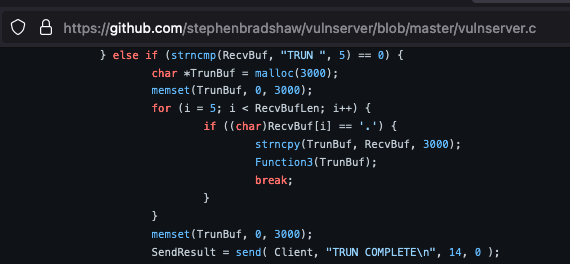 https://github.com/stephenbradshaw/vulnserver/blob/master/vulnserver.c
} else if (strncmp(RecvBuf, "TRUN ", 5) == 0) {
char *TrunBuf = malloc(3000);
memset(TrunBuf, 0, 3000);
for (i = 5; i < RecvBufLen; i++) {
if ((char)RecvBuf[i] == '.') {
strncpy(TrunBuf, RecvBuf, 3000);
Function3(TrunBuf);
break;
}
}
memset(TrunBuf, 0, 3000);
SendResult = send( Client, "TRUN COMPLETE\n", 14, 0 );